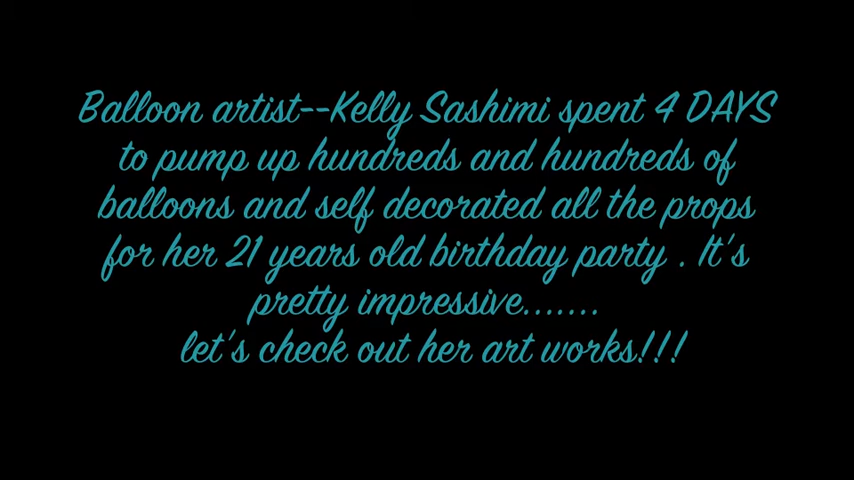 Balloon artist--Kelly Sashimi spent 4 DAYS
to pump up hundreds and hundreds of
balloons and self decorated all the props
for her 21 years old birthday party . It's
pretty impressive.......
let's check out her art works!!!